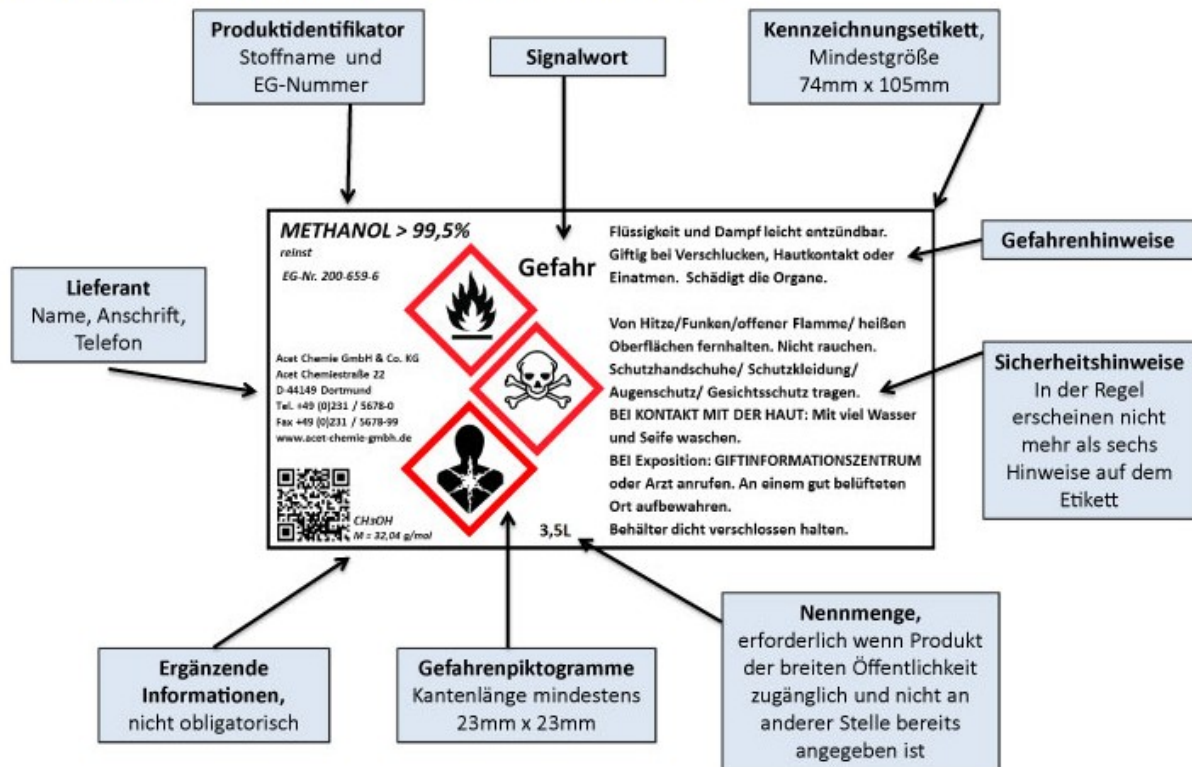 Produktidentifikator
Stoffname und
EG-Nummer
Signalwort
Kennzeichnungsetikett,
Mindestgröße
74mm x 105mm
Lieferant
Name, Anschrift,
Telefon
METHANOL > 99,5%
reinst
EG-Nr. 200-659-6
Acet Chemie GmbH & Co. KG
Acet Chemiestraße 22
D-44149 Dortmund
Tel. +49 (0)231 / 5678-0
Fax +49 (0)231 / 5678-99
www.acet-chemie-gmbh.de
CH3OH
M = 32,04 g/mol
Gefahr
3,5L
Flüssigkeit und Dampf leicht entzündbar.
Giftig bei Verschlucken, Hautkontakt oder
Einatmen. Schädigt die Organe.
Von Hitze/Funken/offener Flamme/ heißen
Oberflächen fernhalten. Nicht rauchen.
Schutzhandschuhe/ Schutzkleidung/
Augenschutz/ Gesichtsschutz tragen.
BEI KONTAKT MIT DER HAUT: Mit viel Wasser
und Seife waschen.
BEI Exposition: GIFTINFORMATIONSZENTRUM
oder Arzt anrufen. An einem gut belüfteten
Ort aufbewahren.
Behälter dicht verschlossen halten.
Gefahrenhinweise
Sicherheitshinweise
In der Regel
erscheinen nicht
mehr als sechs
Hinweise auf dem
Etikett
Ergänzende
Informationen,
nicht obligatorisch
Gefahrenpiktogramme
Kantenlänge mindestens
23mm x 23mm
Nennmenge,
erforderlich wenn Produkt
der breiten Öffentlichkeit
zugänglich und nicht an
anderer Stelle bereits
angegeben ist